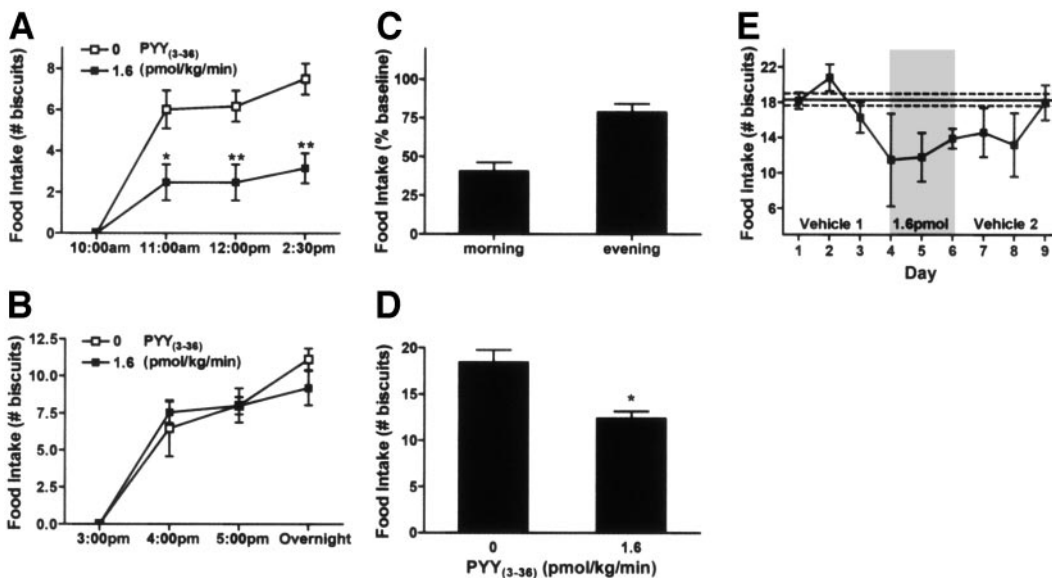 A
Food Intake (# biscuits)
8
6
4
2
0
0 PYY(3-36)
1.6 (pmol/kg/min)
*
**
**
10:00am 11:00am 12:00pm 2:30pm
B
Food Intake (# biscuits)
12.5
10.0
7.5
5.0
2.5
0.0
0 PYY(3-36)
1.6 (pmol/kg/min)
3:00pm 4:00pm 5:00pm Overnight
C
Food Intake (% baseline)
100
75
50
25
0
morning evening
D
Food Intake (# biscuits)
20
15
10
5
0
*
0 1.6
PYY(3-36) (pmol/kg/min)
E
Food Intake (# biscuits)
22
18
14
10
6
Vehicle 1 1.6pmol Vehicle 2
1 2 3 4 5 6 7 8 9
Day